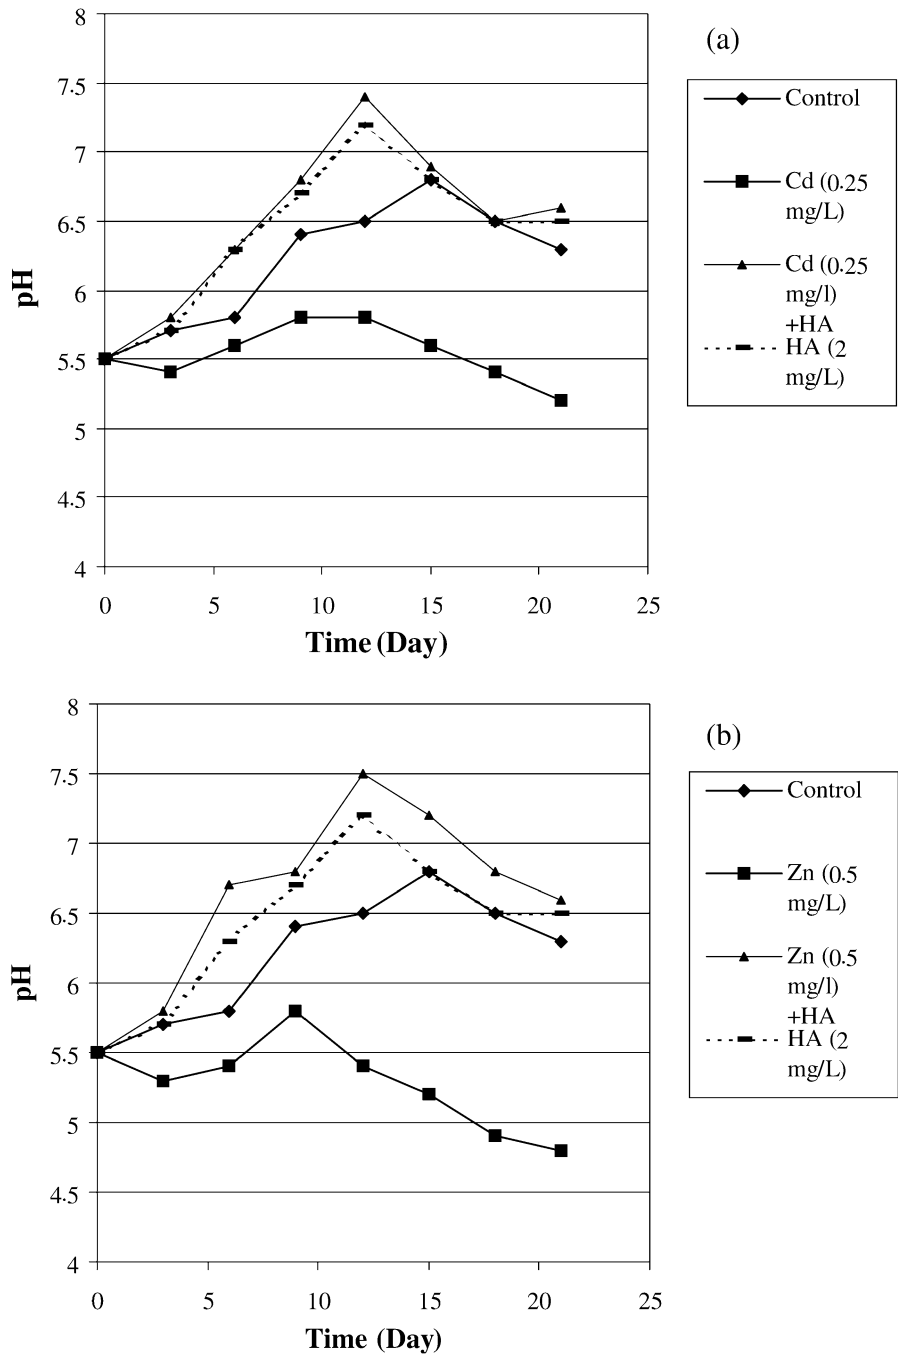 (a)
8
7.5
7
6.5
6
5.5
5
4.5
4
pH
0 5 10 15 20 25
Time (Day)
Control
Cd (0.25
mg/L)
Cd (0.25
mg/l)
+HA
HA (2
mg/L)
(b)
8
7.5
7
6.5
6
5.5
5
4.5
4
pH
0 5 10 15 20 25
Time (Day)
Control
Zn (0.5
mg/L)
Zn (0.5
mg/l)
+HA
HA (2
mg/L)